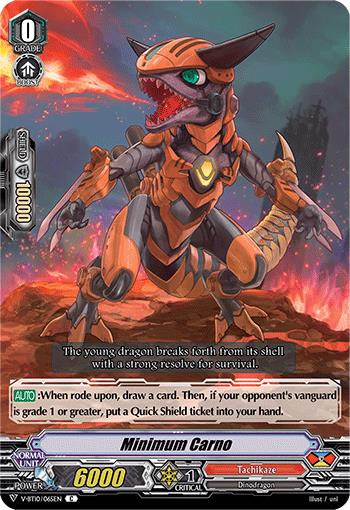 0
GRADE
BOOST
SHIELD
10000
The young dragon breaks forth from its shell
with a strong resolve for survival.
AUTO:When rode upon, draw a card. Then, if your opponent's vanguard
is grade 1 or greater, put a Quick Shield ticket into your hand.
Minimum Carno
NORMAL
UNIT
POWER
6000
1
CRITICAL
Tachikaze
Dinodragon
V-BT10/065EN C
Illust / uni